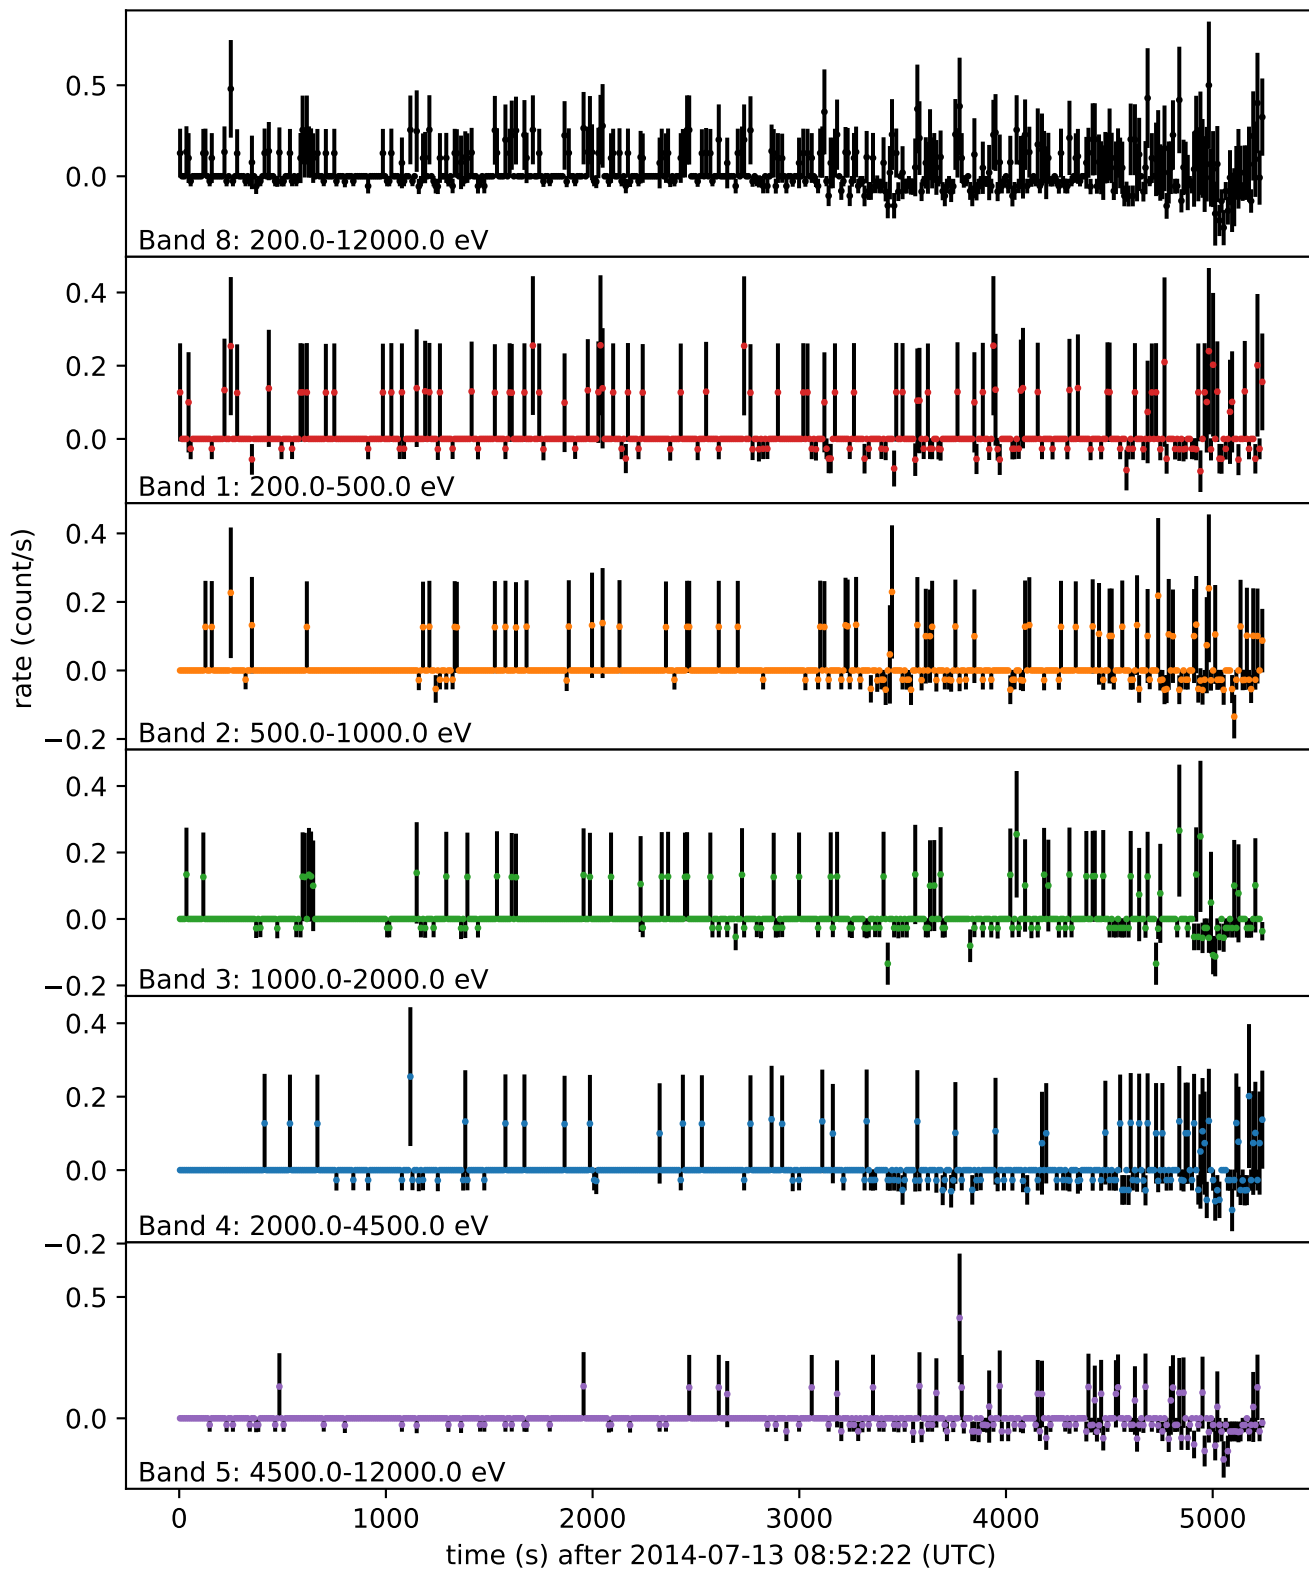 0.5
0.0
Band 8: 200.0-12000.0 eV
0.4
0.2
0.0
Band 1: 200.0-500.0 eV
0.4
0.2
0.0
−0.2
Band 2: 500.0-1000.0 eV
rate (count/s)
0.4
0.2
0.0
−0.2
Band 3: 1000.0-2000.0 eV
0.4
0.2
0.0
−0.2
Band 4: 2000.0-4500.0 eV
0.5
0.0
Band 5: 4500.0-12000.0 eV
0 1000 2000 3000 4000 5000
time (s) after 2014-07-13 08:52:22 (UTC)